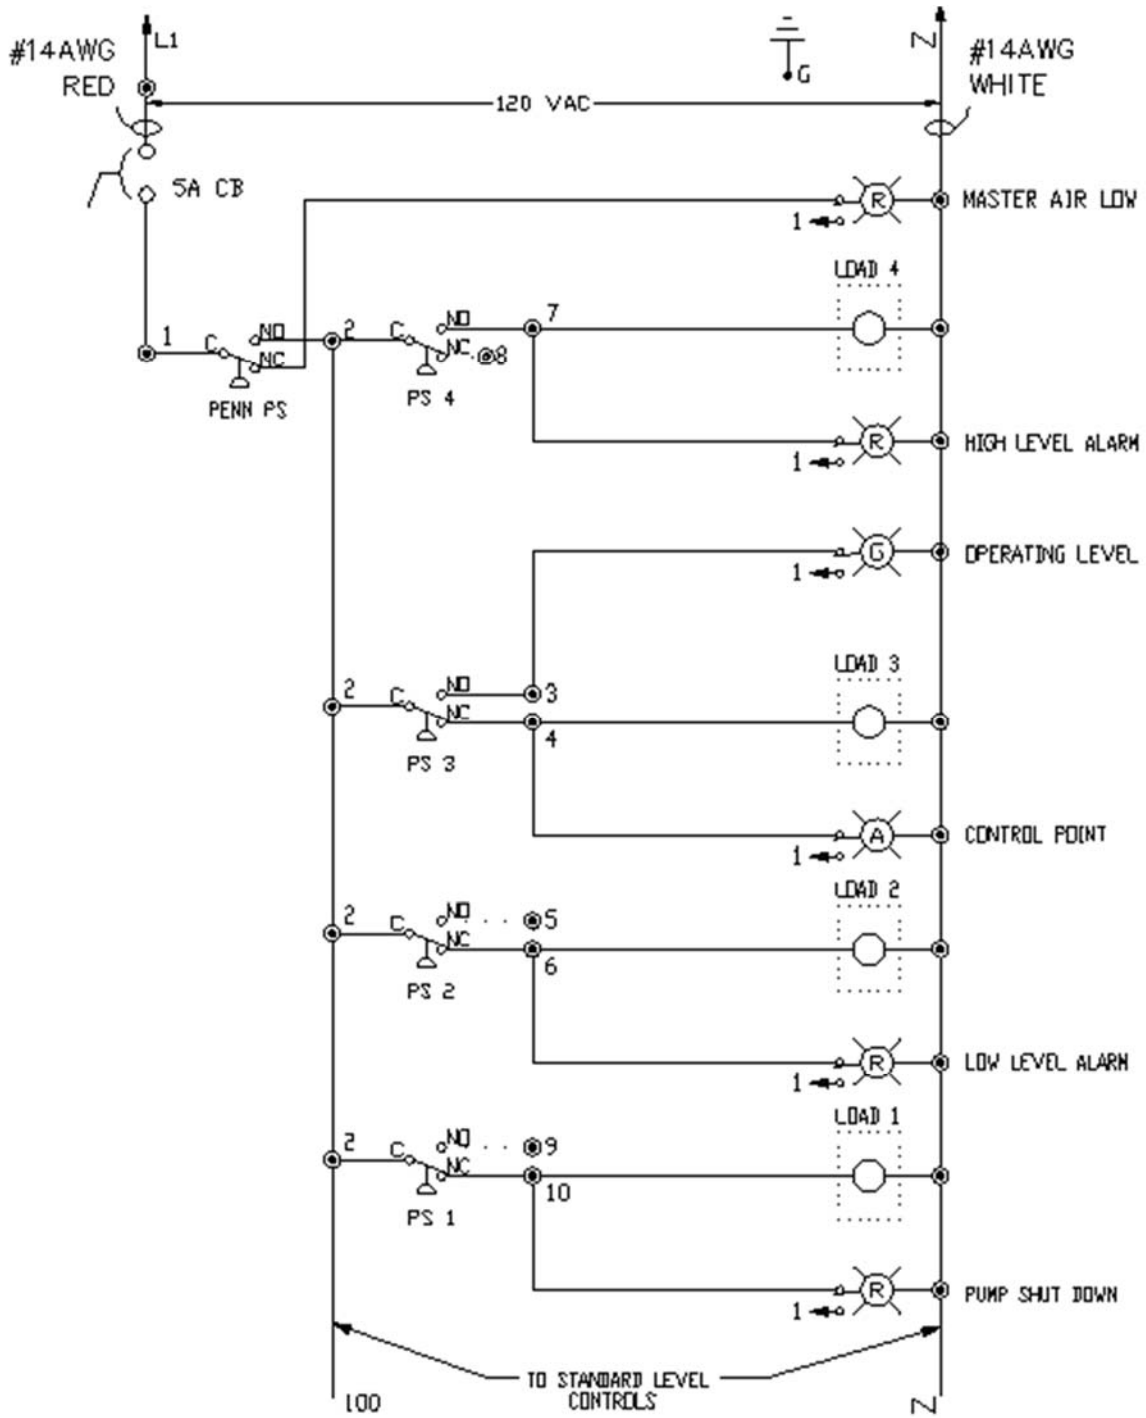 L1
#14AWG
RED
G
N
#14AWG
WHITE
120 VAC
5A CB
R
MASTER AIR LOW
1
LOAD 4
1
C
NO
NC
PENN PS
2
C
NO
NC
8
PS 4
7
R
HIGH LEVEL ALARM
1
G
OPERATING LEVEL
1
LOAD 3
2
C
NO
NC
PS 3
3
4
A
CONTROL POINT
1
LOAD 2
2
C
NO
NC
PS 2
5
6
R
LOW LEVEL ALARM
1
LOAD 1
2
C
NO
NC
PS 1
9
10
R
PUMP SHUT DOWN
1
TO STANDARD LEVEL
CONTROLS
100
N